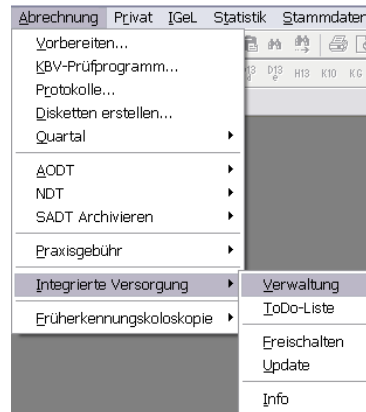 Abrechnung Privat IGeL Statistik Stammdaten
Vorbereiten...
KBV-Prüfprogramm...
Protokolle...
Disketten erstellen...
Quartal
AODT
NDT
SADT Archivieren
Praxisgebühr
Integrierte Versorgung
Früherkennungskoloskopie
D13 H13 K10 KG
Verwaltung
ToDo-Liste
Freischalten
Update
Info